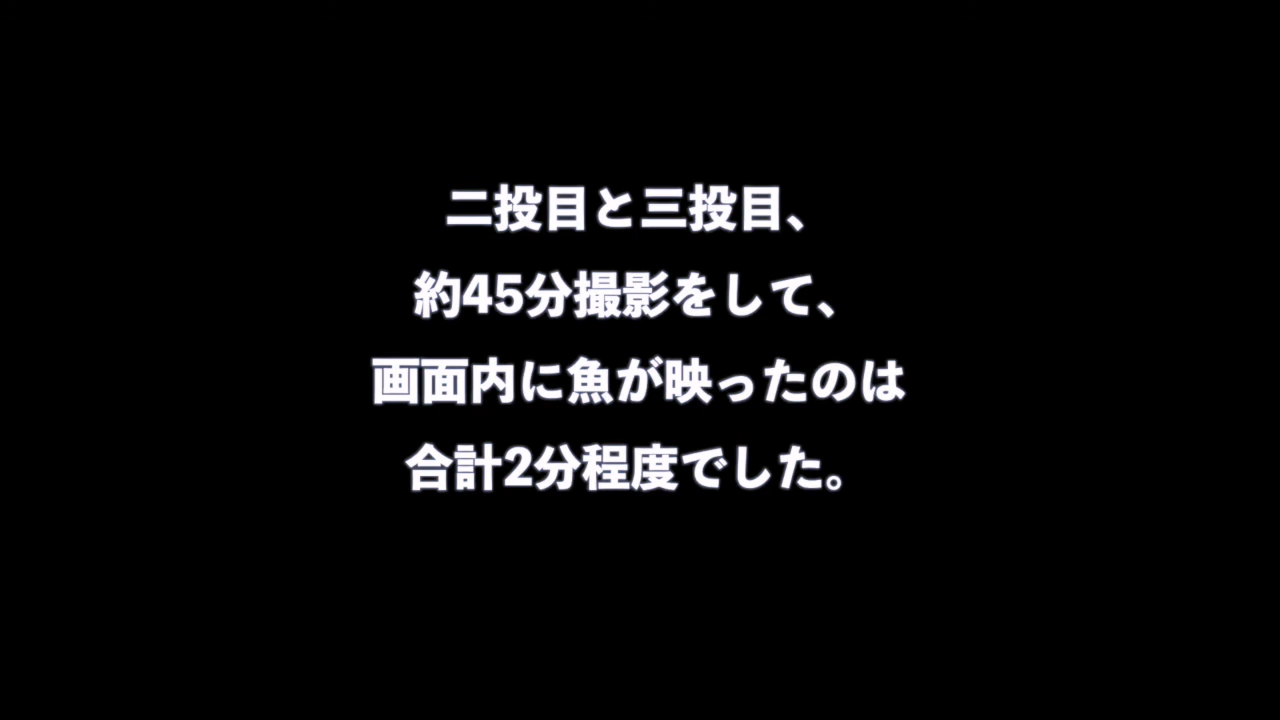 二投目と三投目、
約45分撮影をして、
画面内に魚が映ったのは
合計2分程度でした。